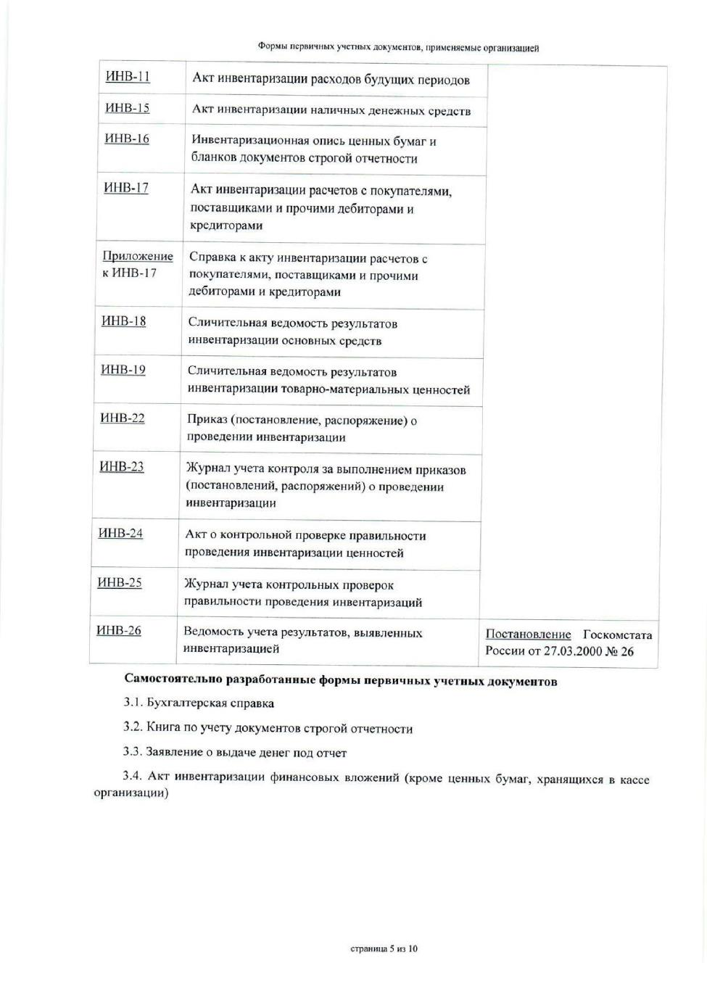 Формы первичных учетных документов, применяемые организацией
ИНВ-11 Акт инвентаризации расходов будущих периодов
ИНВ-15 Акт инвентаризации наличных денежных средств
ИНВ-16 Инвентаризационная опись ценных бумаг и
бланков документов строгой отчетности
ИНВ-17 Акт инвентаризации расчетов с покупателями,
поставщиками и прочими дебиторами и
кредиторами
Приложение Справка к акту инвентаризации расчетов с
к ИНВ-17 покупателями, поставщиками и прочими
дебиторами и кредиторами
ИНВ-18 Сличительная ведомость результатов
инвентаризации основных средств
ИНВ-19 Сличительная ведомость результатов
инвентаризации товарно-материальных ценностей
ИНВ-22 Приказ (постановление, распоряжение) о
проведении инвентаризации
ИНВ-23 Журнал учета контроля за выполнением приказов
(постановлений, распоряжений) о проведении
инвентаризации
ИНВ-24 Акт о контрольной проверке правильности
проведения инвентаризации ценностей
ИНВ-25 Журнал учета контрольных проверок
правильности проведения инвентаризаций
ИНВ-26 Ведомость учета результатов, выявленных Постановление Госкомстата
инвентаризацией России от 27.03.2000 № 26
Самостоятельно разработанные формы первичных учетных документов
3.1. Бухгалтерская справка
3.2. Книга по учету документов строгой отчетности
3.3. Заявление о выдаче денег под отчет
3.4. Акт инвентаризации финансовых вложений (кроме ценных бумаг, хранящихся в кассе
организации)
страница 5 из 10